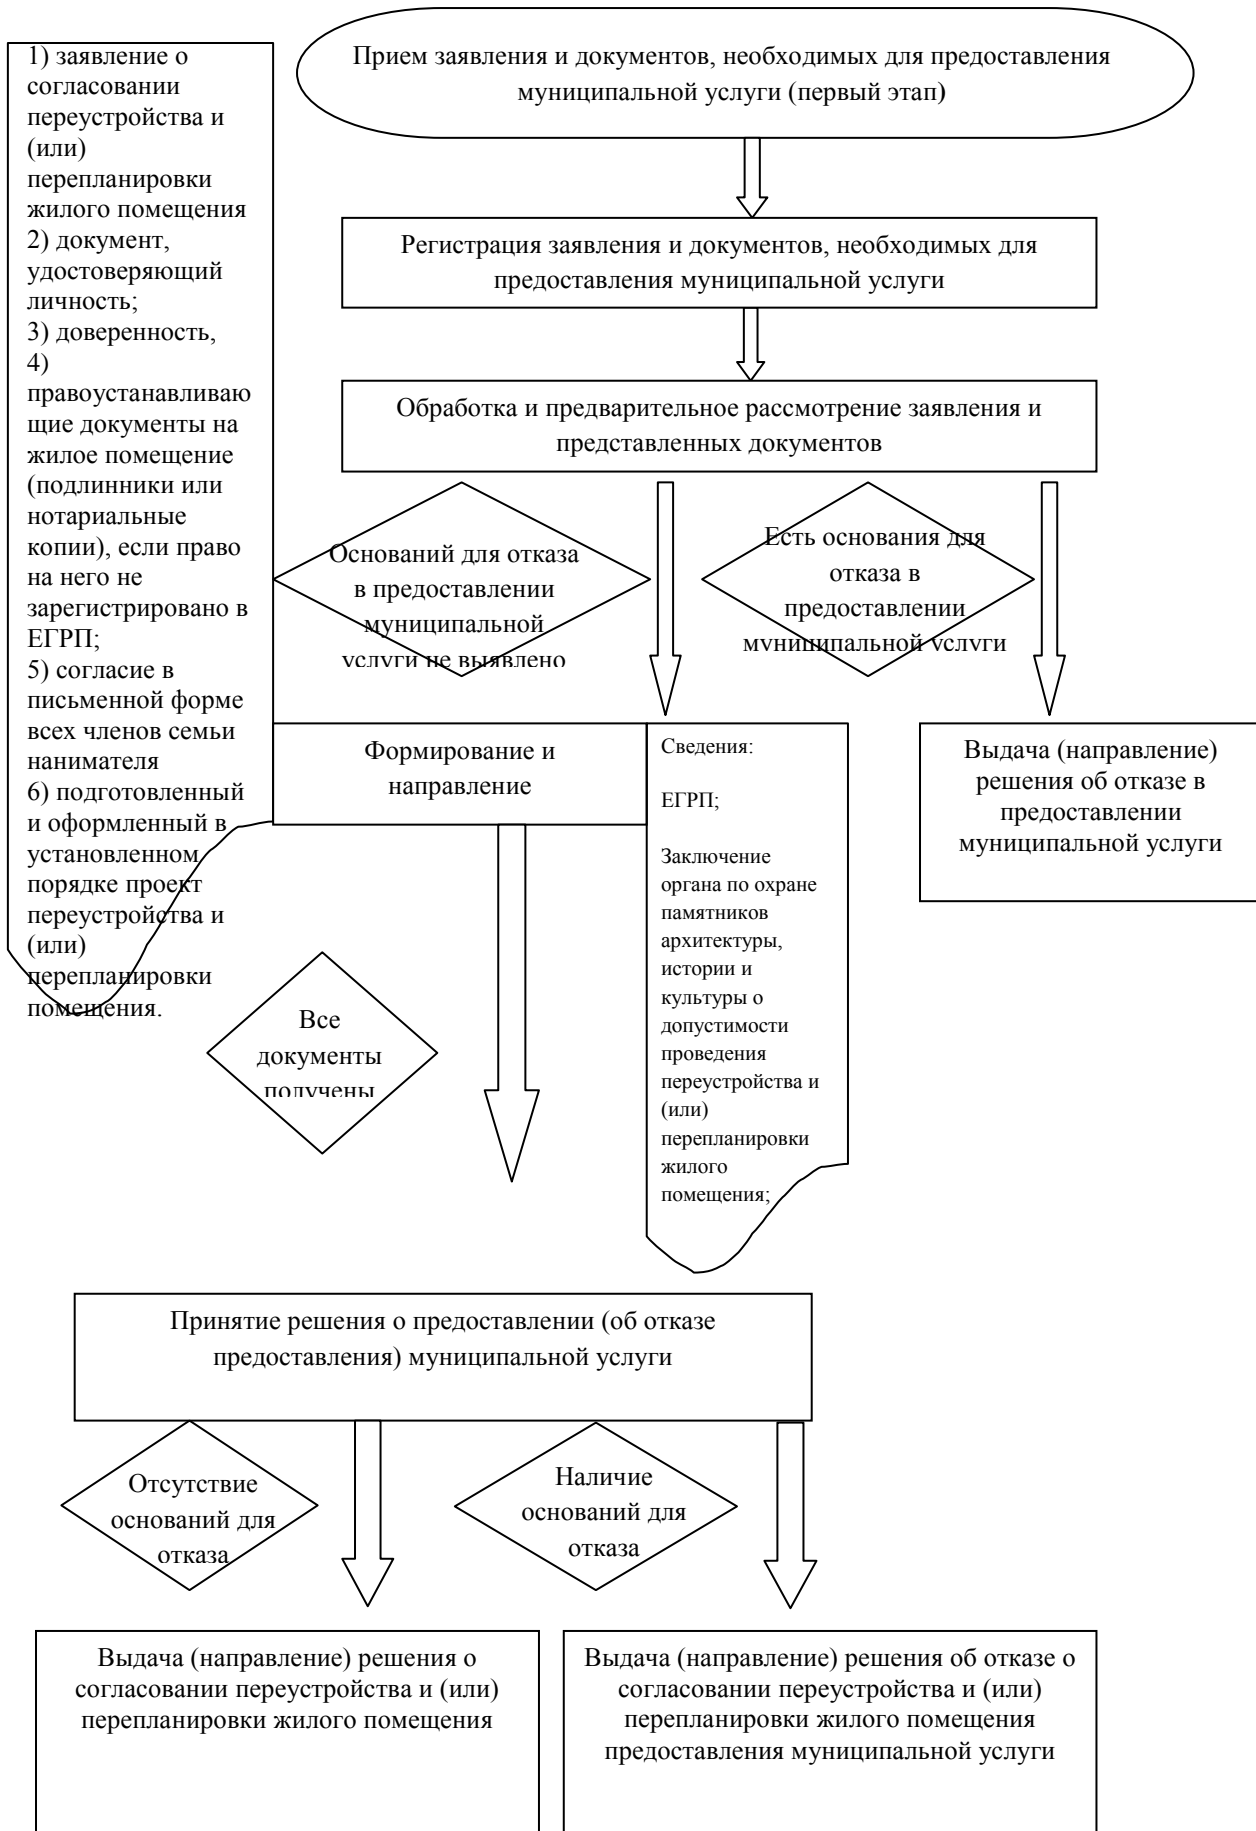 1) заявление о
согласовании
переустройства и
(или)
перепланировки
жилого помещения
2) документ,
удостоверяющий
личность;
3) доверенность,
4)
правоустанавливаю
щие документы на
жилое помещение
(подлинники или
нотариальные
копии), если право
на него не
зарегистрировано в
ЕГРП;
5) согласие в
письменной форме
всех членов семьи
нанимателя
6) подготовленный
и оформленный в
установленном
порядке проект
переустройства и
(или)
перепланировки
помещения.
Прием заявления и документов, необходимых для предоставления
муниципальной услуги (первый этап)
Регистрация заявления и документов, необходимых для
предоставления муниципальной услуги
Обработка и предварительное рассмотрение заявления и
представленных документов
Оснований для отказа
в предоставлении
муниципальной
услуги не выявлено
Есть основания для
отказа в
предоставлении
муниципальной услуги
Формирование и
направление
Сведения:
ЕГРП;
Заключение
органа по охране
памятников
архитектуры,
истории и
культуры о
допустимости
проведения
переустройства и
(или)
перепланировки
жилого
помещения;
Выдача (направление)
решения об отказе в
предоставлении
муниципальной услуги
Все
документы
получены
Принятие решения о предоставлении (об отказе
предоставления) муниципальной услуги
Отсутствие
оснований для
отказа
Наличие
оснований для
отказа
Выдача (направление) решения о
согласовании переустройства и (или)
перепланировки жилого помещения
Выдача (направление) решения об отказе о
согласовании переустройства и (или)
перепланировки жилого помещения
предоставления муниципальной услуги